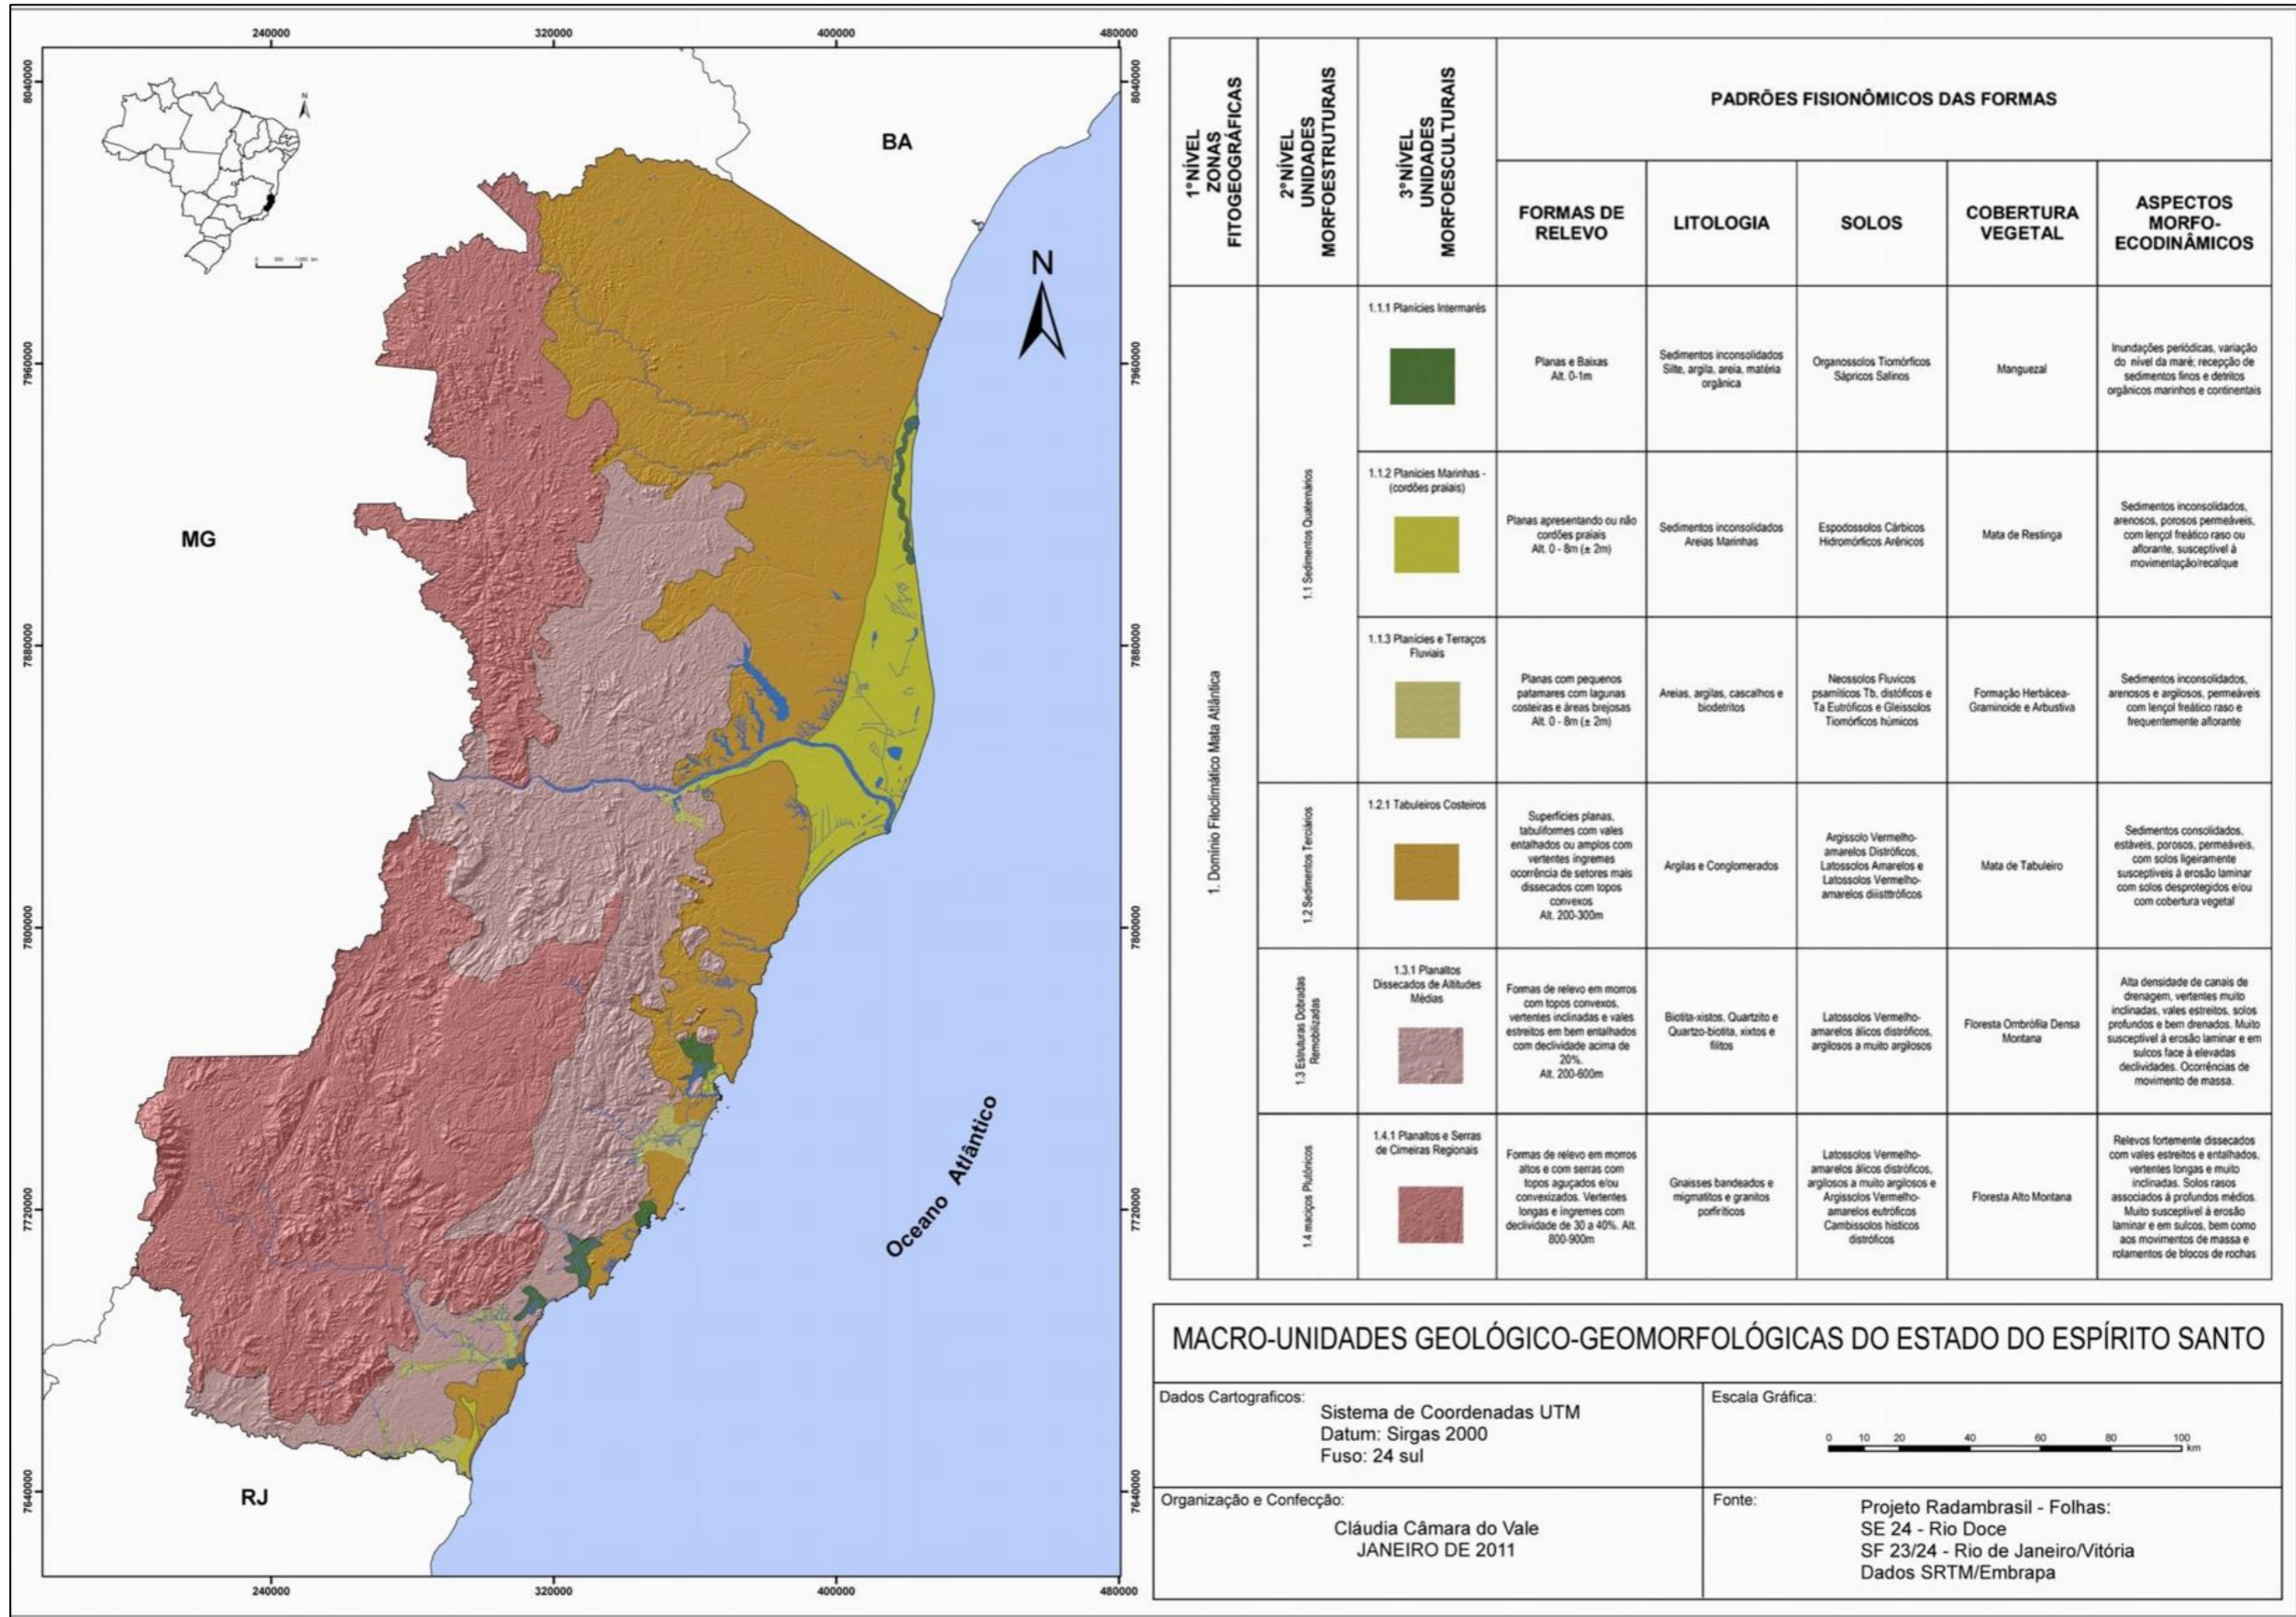 240000
320000
400000
480000
8040000
7960000
7880000
7800000
7720000
7640000
8040000
7960000
7880000
7800000
7720000
7640000
240000
320000
400000
480000
N
BA
N
MG
RJ
Oceano Atlântico
1°NÍVEL
ZONAS
FITOGEOGRÁFICAS
2°NÍVEL
UNIDADES
MORFOESTRUTURAIS
3°NÍVEL
UNIDADES
MORFOESCULTURAIS
PADRÕES FISIONÔMICOS DAS FORMAS
FORMAS DE
RELEVO
LITOLOGIA
SOLOS
COBERTURA
VEGETAL
ASPECTOS
MORFO-
ECODINÂMICOS
1. Domínio Fitoclimático Mata Atlântica
1.1 Sedimentos Quaternários
1.1.1 Planícies Intermarés
Planas e Baixas
Alt. 0-1m
Sedimentos inconsolidados
Silte, argila, areia, matéria
orgânica
Organossolos Tiomórficos
Sápricos Salinos
Manguezal
Inundações periódicas, variação
do nível da maré; recepção de
sedimentos finos e detritos
orgânicos marinhos e continentais
1.1.2 Planícies Marinhas -
(cordões praiais)
Planas apresentando ou não
cordões praiais
Alt. 0 - 8m (± 2m)
Sedimentos inconsolidados
Areias Marinhas
Espodossolos Cárbicos
Hidromórficos Arênicos
Mata de Restinga
Sedimentos inconsolidados,
arenosos, porosos permeáveis,
com lençol freático raso ou
aflorante, susceptível à
movimentação/recalque
1.1.3 Planícies e Terraços
Fluviais
Planas com pequenos
patamares com lagunas
costeiras e áreas brejosas
Alt. 0 - 8m (± 2m)
Areias, argilas, cascalhos e
biodetritos
Neossolos Fluvicos
psamíticos Tb, distóficos e
Ta Eutróficos e Gleissolos
Tiomórficos húmicos
Formação Herbácea-
Graminoide e Arbustiva
Sedimentos inconsolidados,
arenosos e argilosos, permeáveis
com lençol freático raso e
frequentemente aflorante
1.2 Sedimentos Terciários
1.2.1 Tabuleiros Costeiros
Superfícies planas,
tabuliformes com vales
entalhados ou amplos com
vertentes ingremes
ocorrência de setores mais
dissecados com topos
convexos
Alt. 200-300m
Argilas e Conglomerados
Argissolo Vermelho-
amarelos Distróficos,
Latossolos Amarelos e
Latossolos Vermelho-
amarelos diiisttróficos
Mata de Tabuleiro
Sedimentos consolidados,
estáveis, porosos, permeáveis,
com solos ligeiramente
susceptíveis à erosão laminar
com solos desprotegidos e/ou
com cobertura vegetal
1.3 Estruturas Dobradas
Remobilizadas
1.3.1 Planaltos
Dissecados de Altitudes
Médias
Formas de relevo em morros
com topos convexos,
vertentes inclinadas e vales
estreitos em bem entalhados
com declividade acima de
20%.
Alt. 200-600m
Biotita-xistos, Quartzito e
Quartzo-biotita, xixtos e
filitos
Latossolos Vermelho-
amarelos álicos distróficos,
argilosos a muito argilosos
Floresta Ombrófila Densa
Montana
Alta densidade de canais de
drenagem, vertentes muito
inclinadas, vales estreitos, solos
profundos e bem drenados. Muito
susceptível à erosão laminar e em
sulcos face à elevadas
declividades. Ocorrências de
movimento de massa.
1.4 maciços Plutônicos
1.4.1 Planaltos e Serras
de Cimeiras Regionais
Formas de relevo em morros
altos e com serras com
topos aguçados e/ou
convexizados. Vertentes
longas e ingremes com
declividade de 30 a 40%. Alt.
800-900m
Gnaisses bandeados e
migmatitos e granitos
porfiríticos
Latossolos Vermelho-
amarelos álicos distróficos,
argilosos a muito argilosos e
Argissolos Vermelho-
amarelos eutróficos
Cambissolos hísticos
distróficos
Floresta Alto Montana
Relevos fortemente dissecados
com vales estreitos e entalhados,
vertentes longas e muito
inclinadas. Solos rasos
associados à profundos médios.
Muito susceptível à erosão
laminar e em sulcos, bem como
aos movimentos de massa e
rolamentos de blocos de rochas
MACRO-UNIDADES GEOLÓGICO-GEOMORFOLÓGICAS DO ESTADO DO ESPÍRITO SANTO
Dados Cartograficos:
Sistema de Coordenadas UTM
Datum: Sirgas 2000
Fuso: 24 sul
Escala Gráfica:
0 10 20 40 60 80 100
km
Organização e Confecção:
Cláudia Câmara do Vale
JANEIRO DE 2011
Fonte:
Projeto Radambrasil - Folhas:
SE 24 - Rio Doce
SF 23/24 - Rio de Janeiro/Vitória
Dados SRTM/Embrapa